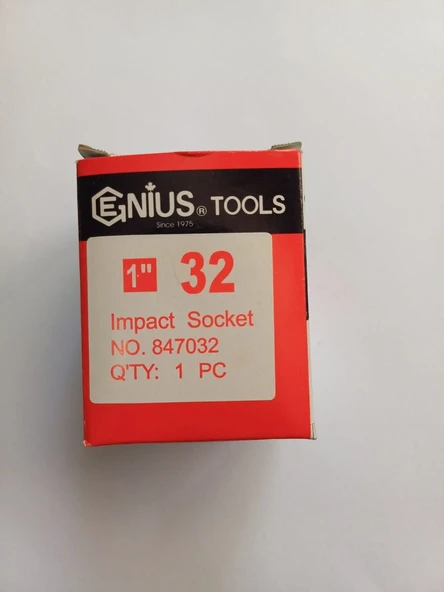 GENIUS® TOOLS
Since 1975
1" 32
Impact Socket
NO. 847032
Q'TY: 1 PC